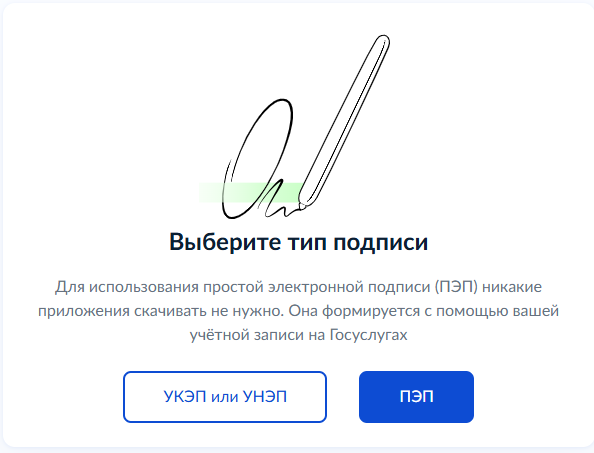 Выберите тип подписи
Для использования простой электронной подписи (ПЭП) никакие
приложения скачивать не нужно. Она формируется с помощью вашей
учётной записи на Госуслугах
УКЭП или УНЭП
ПЭП